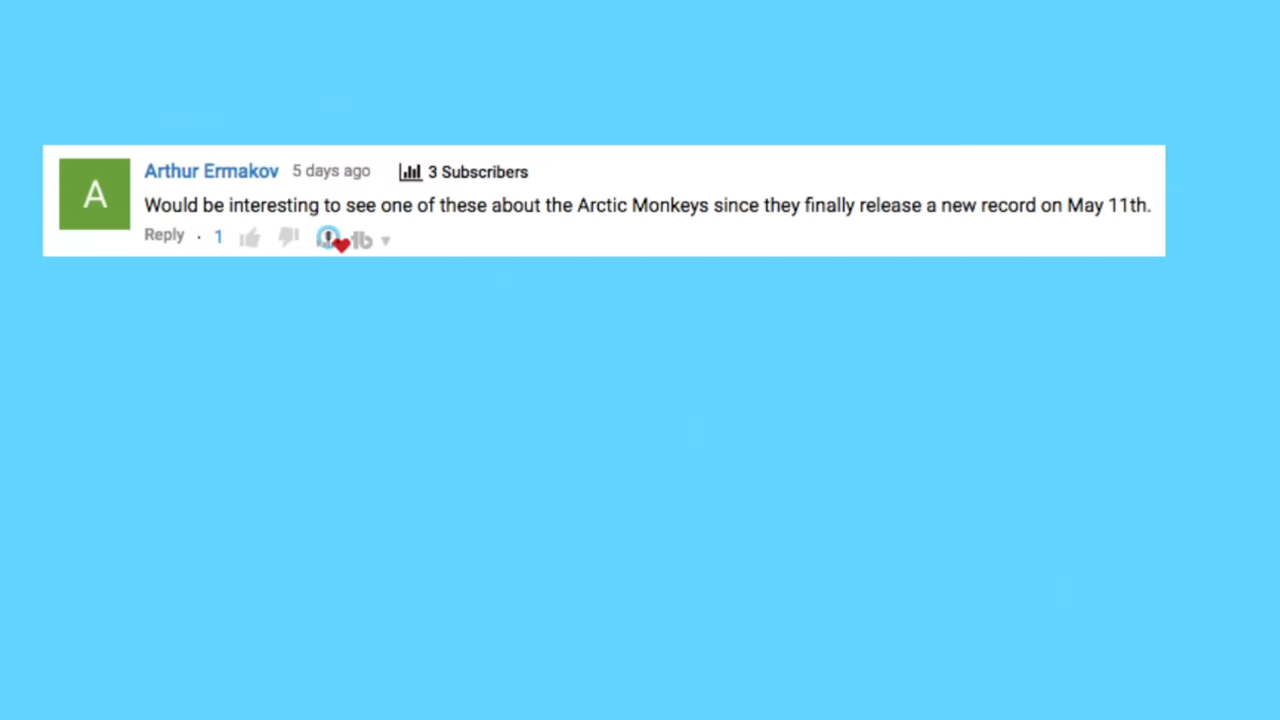 A
Arthur Ermakov 5 days ago 3 Subscribers
Would be interesting to see one of these about the Arctic Monkeys since they finally release a new record on May 11th.
Reply · 1 tb